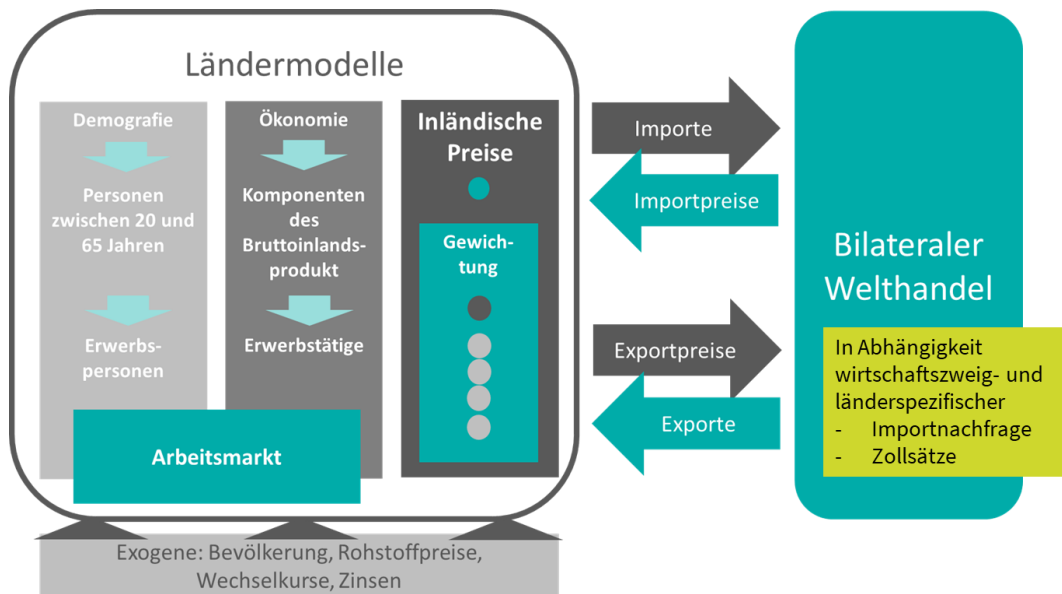 Ländermodelle
Demografie
Personen
zwischen 20 und
65 Jahren
Erwerbs-
personen
Ökonomie
Komponenten
des
Bruttoinlands-
produkt
Erwerbstätige
Arbeitsmarkt
Inländische
Preise
Gewich-
tung
Importe
Importpreise
Exportpreise
Exporte
Bilateraler
Welthandel
In Abhängigkeit
wirtschaftszweig- und
länderspezifischer
- Importnachfrage
- Zollsätze
Exogene: Bevölkerung, Rohstoffpreise,
Wechselkurse, Zinsen